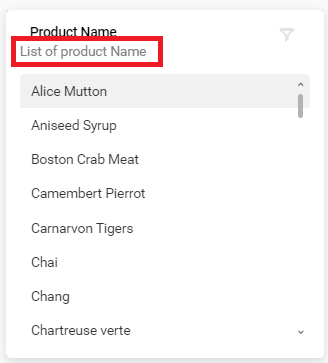 Product Name
List of product Name
Alice Mutton
Aniseed Syrup
Boston Crab Meat
Camembert Pierrot
Carnarvon Tigers
Chai
Chang
Chartreuse verte